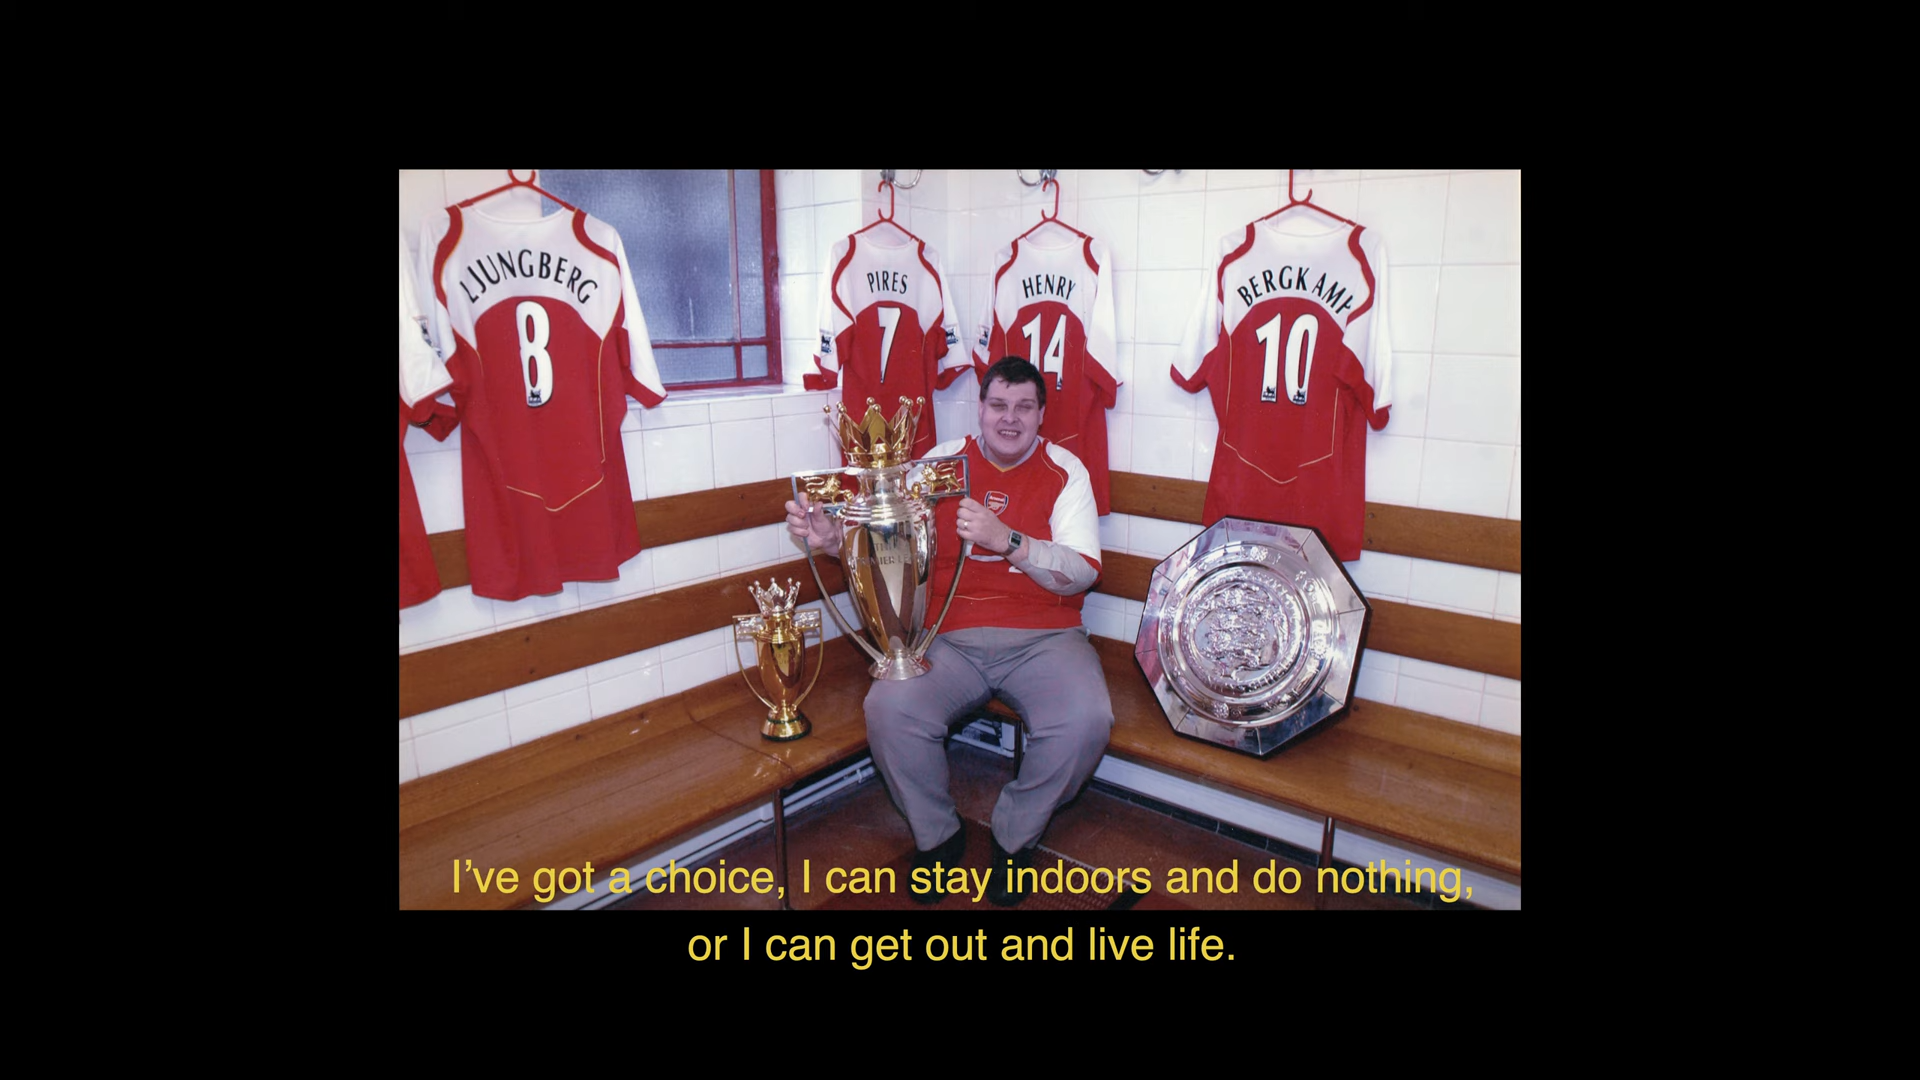 LJUNGBERG
8
PIRES
7
HENRY
14
BERGKAMP
10
I’ve got a choice, I can stay indoors and do nothing,
or I can get out and live life.